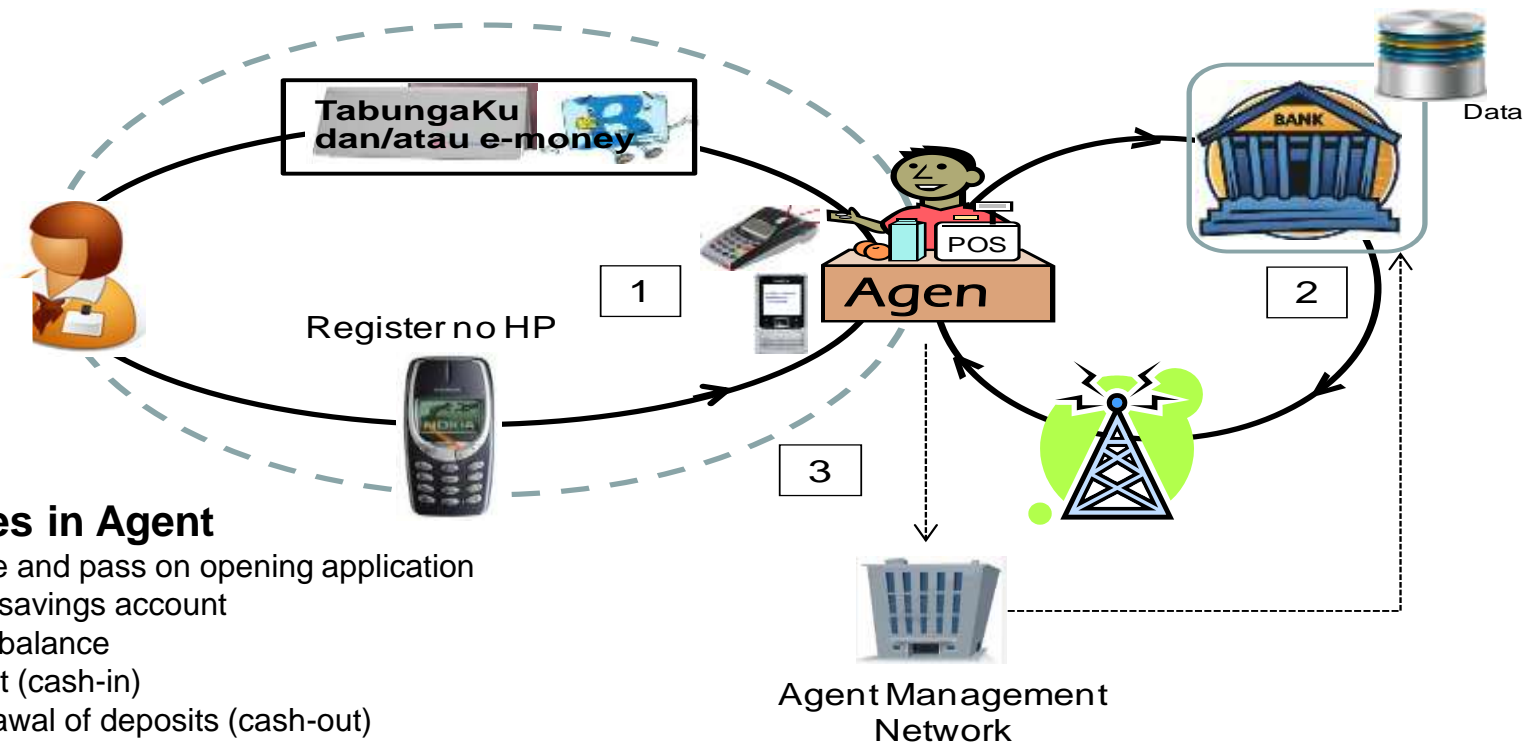 TabungaKu
dan/atau e-money
Data
BANK
POS
Agen
1
2
Register no HP
NOKIA
3
es in Agent
e and pass on opening application
savings account
balance
t (cash-in)
awal of deposits (cash-out)
Agent Management
Network